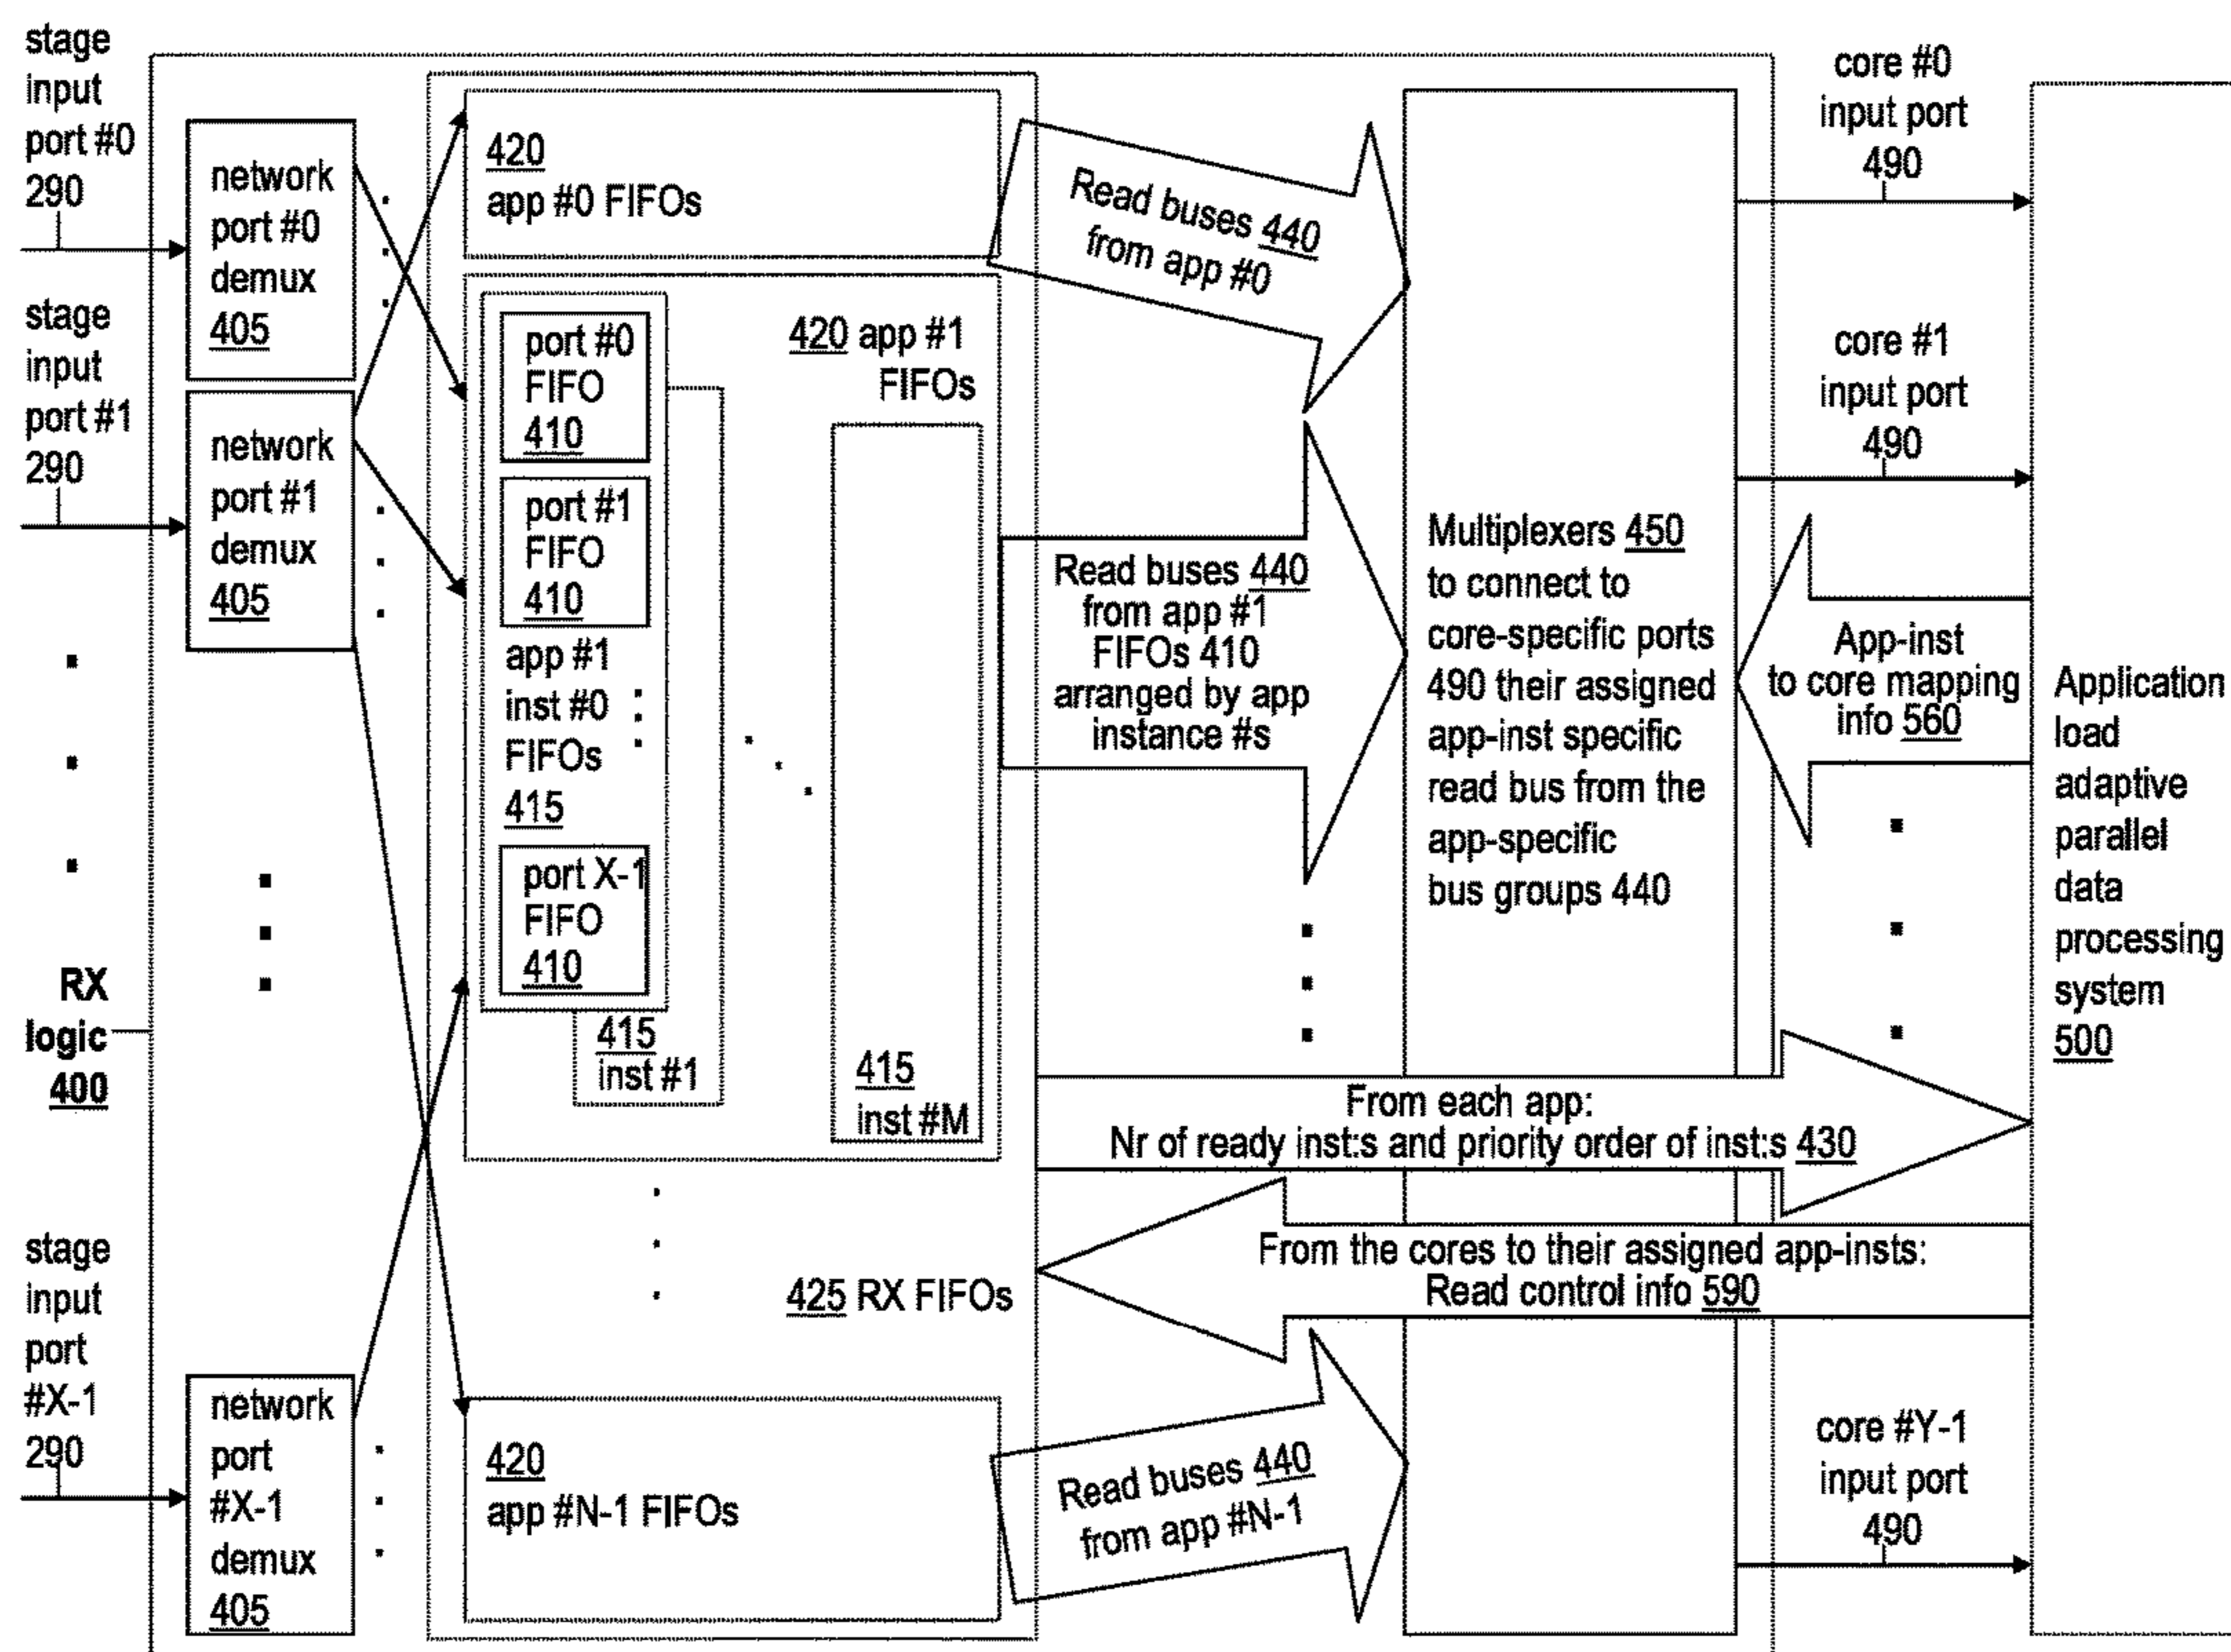 stage
input
port #0
290
stage
input
port #1
290
RX
logic
400
stage
input
port
#X-1
290
network
port #0
demux
405
network
port #1
demux
405
network
port
#X-1
demux
405
420
app #0 FIFOs
port #0
FIFO
410
port #1
FIFO
410
app #1
inst #0
FIFOs
415
port X-1
FIFO
410
415
inst #1
420 app #1
FIFOs
415
inst #M
425 RX FIFOs
420
app #N-1 FIFOs
Read buses 440
from app #0
Read buses 440
from app #1
FIFOs 410
arranged by app
instance #s
Read buses 440
from app #N-1
Multiplexers 450
to connect to
core-specific ports
490 their assigned
app-inst specific
read bus from the
app-specific
bus groups 440
From each app:
Nr of ready inst:s and priority order of inst:s 430
From the cores to their assigned app-insts:
Read control info 590
core #0
input port
490
core #1
input port
490
App-inst
to core mapping
info 560
core #Y-1
input port
490
Application
load
adaptive
parallel
data
processing
system
500